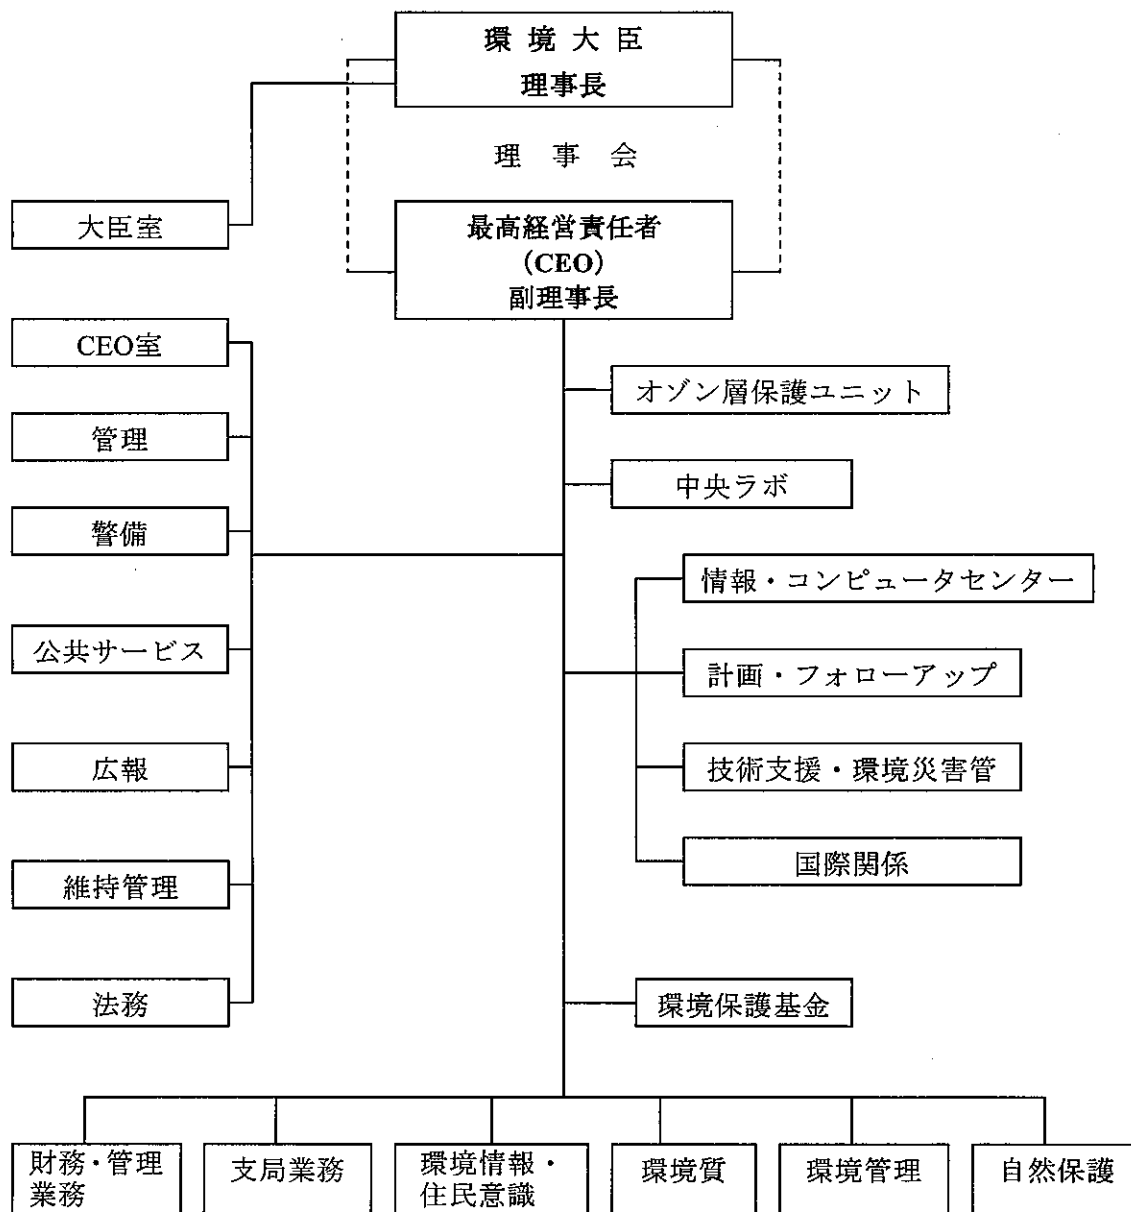 環境大臣
理事長
理事会
大臣室
最高経営責任者
（CEO）
副理事長
CEO室
管理
警備
公共サービス
広報
維持管理
法務
オゾン層保護ユニット
中央ラボ
情報・コンピュータセンター
計画・フォローアップ
技術支援・環境災害管
国際関係
環境保護基金
財務・管理
業務
支局業務
環境情報・
住民意識
環境質
環境管理
自然保護